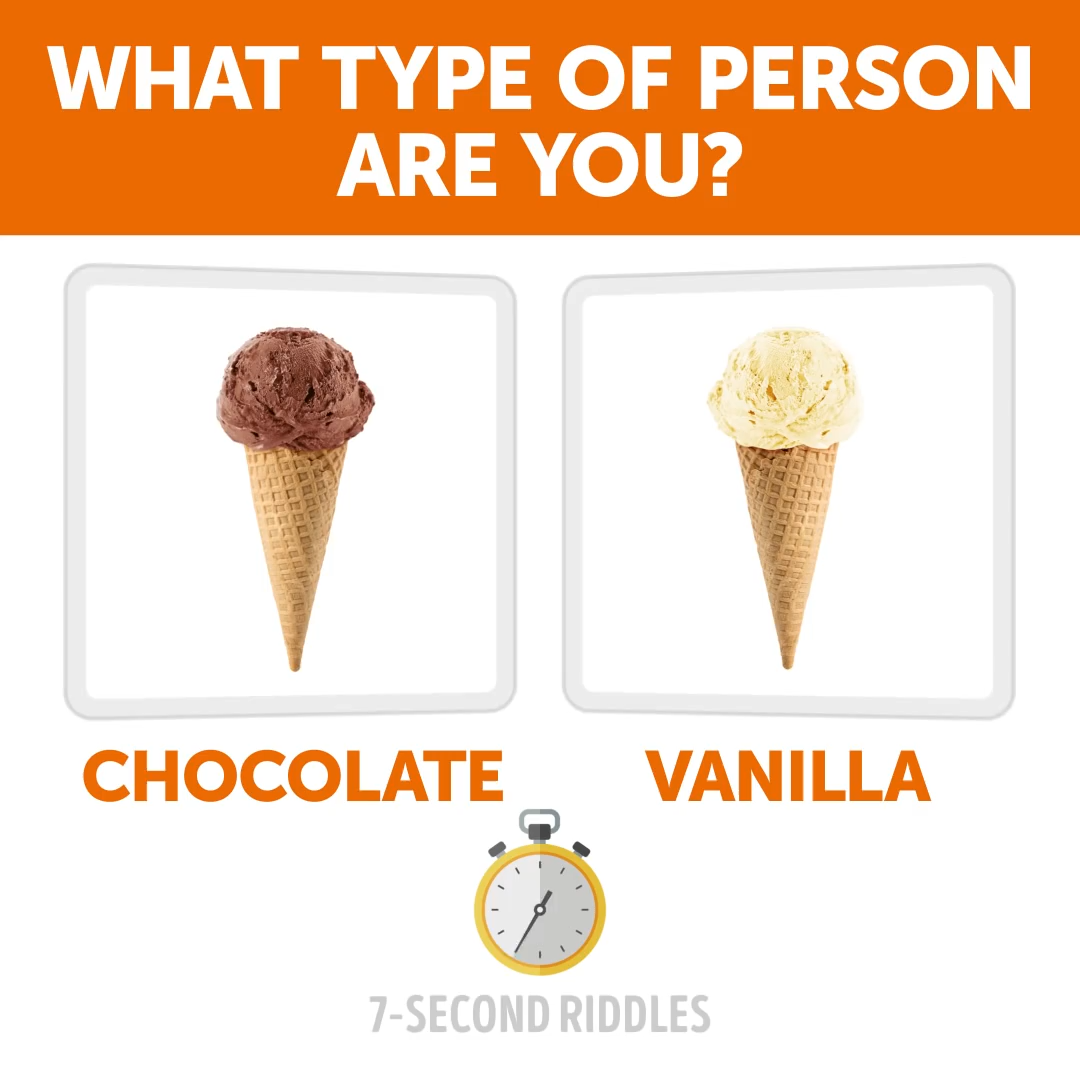 WHAT TYPE OF PERSON
ARE YOU?
CHOCOLATE
VANILLA
7-SECOND RIDDLES